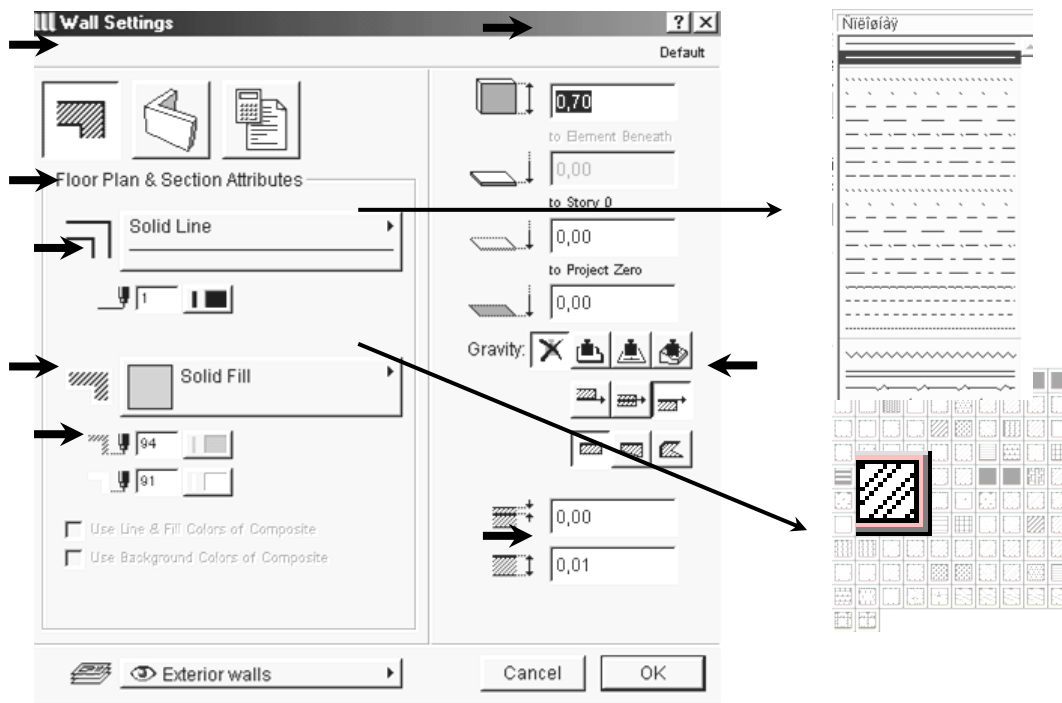 Wall Settings
? ×
Default
Floor Plan & Section Attributes
Solid Line
1
Solid Fill
94
91
Use Line & Fill Colors of Composite
Use Background Colors of Composite
0,70
to Element Beneath
0,00
to Story 0
0,00
to Project Zero
0,00
Gravity:
0,00
0,01
Exterior walls
Cancel
OK
Ñïëîøíàÿ